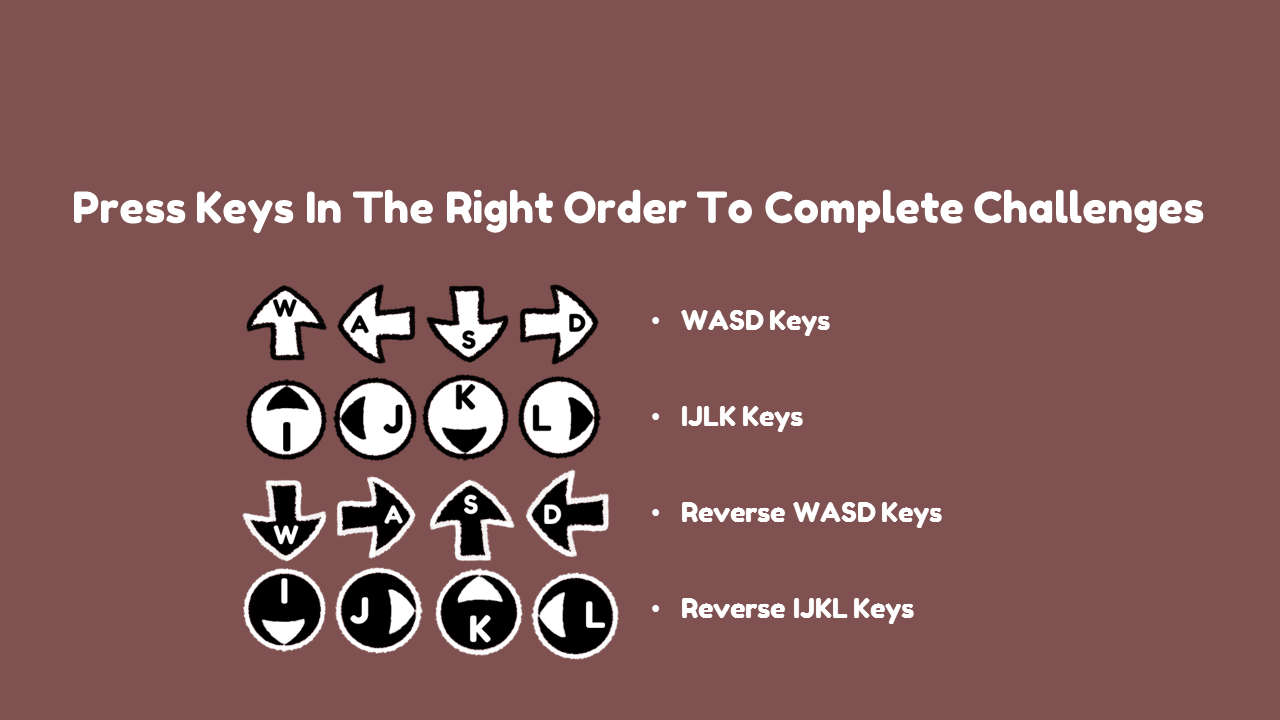 Press Keys In The Right Order To Complete Challenges
W A S D
• WASD Keys
I J K L
• IJLK Keys
W A S D
• Reverse WASD Keys
I J K L
• Reverse IJKL Keys